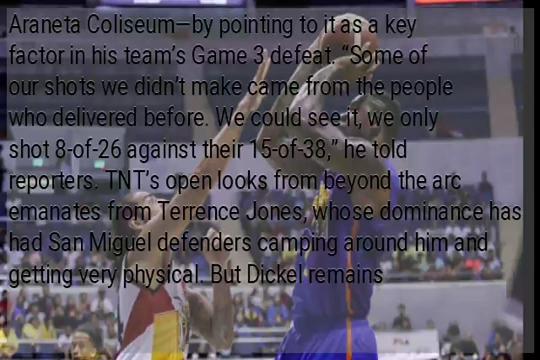 Araneta Coliseum—by pointing to it as a key
factor in his team’s Game 3 defeat. “Some of
our shots we didn’t make came from the people
who delivered before. We could see it, we only
shot 8-of-26 against their 15-of-38,” he told
reporters. TNT’s open looks from beyond the arc
emanates from Terrence Jones, whose dominance has
had San Miguel defenders camping around him and
getting very physical. But Dickel remains